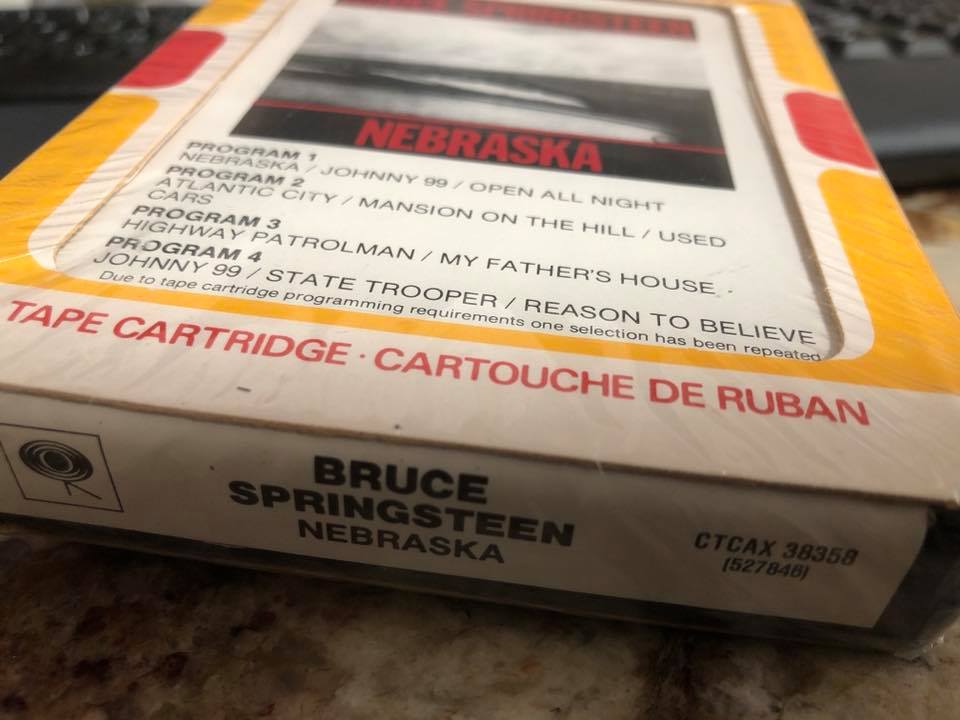 SPRINGSTEEN
NEBRASKA
PROGRAM 1
NEBRASKA / JOHNNY 99 / OPEN ALL NIGHT
PROGRAM 2
ATLANTIC CITY / MANSION ON THE HILL / USED
CARS
PROGRAM 3
HIGHWAY PATROLMAN / MY FATHER'S HOUSE
PROGRAM 4
JOHNNY 99 / STATE TROOPER / REASON TO BELIEVE
Due to tape cartridge programming requirements one selection has been repeated
TAPE CARTRIDGE · CARTOUCHE DE RUBAN
BRUCE
SPRINGSTEEN
NEBRASKA
CTCAX 38358
(527846)